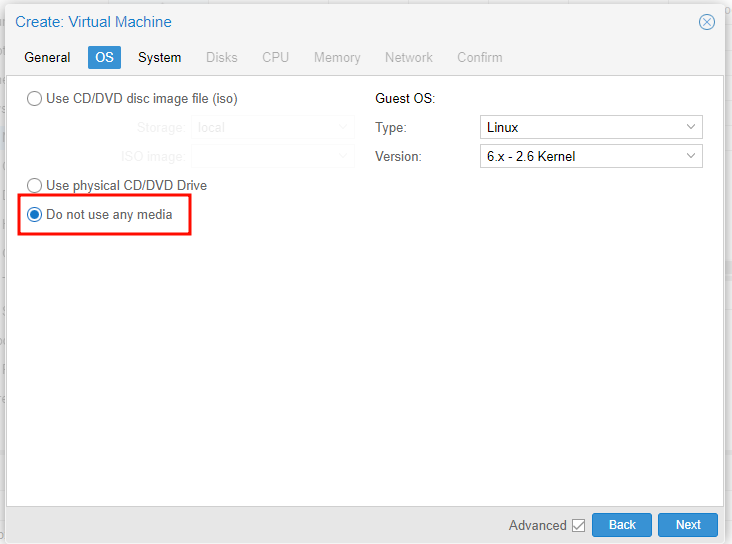 Create: Virtual Machine
General OS System Disks CPU Memory Network Confirm
Use CD/DVD disc image file (iso)
Storage: local
ISO image:
Use physical CD/DVD Drive
Do not use any media
Guest OS:
Type: Linux
Version: 6.x - 2.6 Kernel
Advanced Back Next